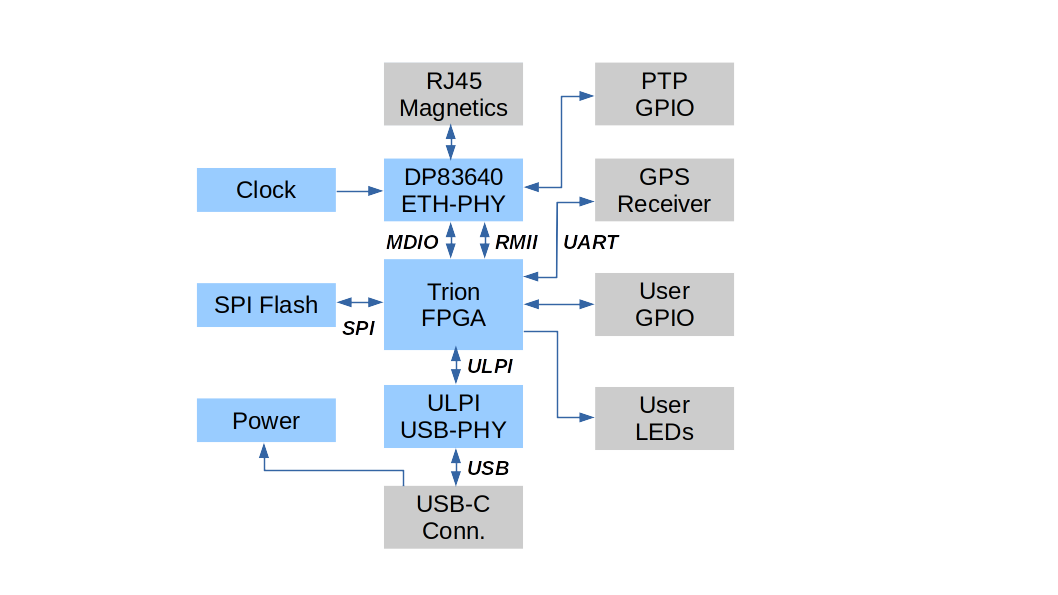 RJ45
Magnetics
PTP
GPIO
Clock
DP83640
ETH-PHY
GPS
Receiver
MDIO
RMII
UART
SPI Flash
SPI
Trion
FPGA
User
GPIO
ULPI
Power
ULPI
USB-PHY
User
LEDs
USB
USB-C
Conn.